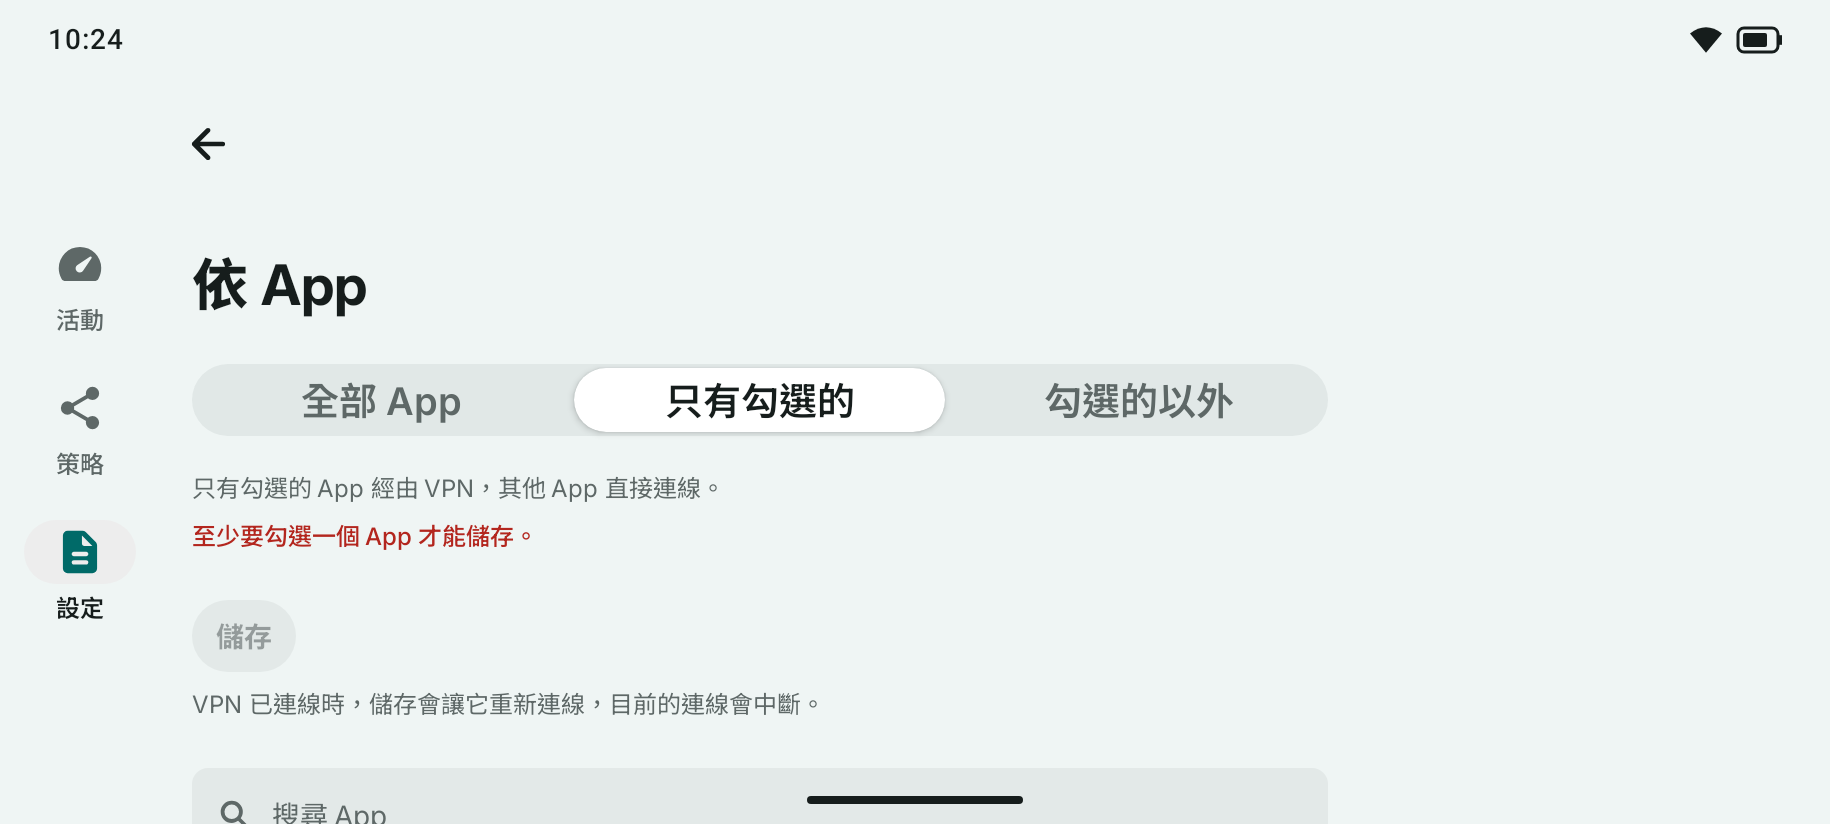 10:24
依 App
全部 App
只有勾選的
勾選的以外
只有勾選的 App 經由 VPN，其他 App 直接連線。
至少要勾選一個 App 才能儲存。
儲存
VPN 已連線時，儲存會讓它重新連線，目前的連線會中斷。
搜尋 App
活動
策略
設定